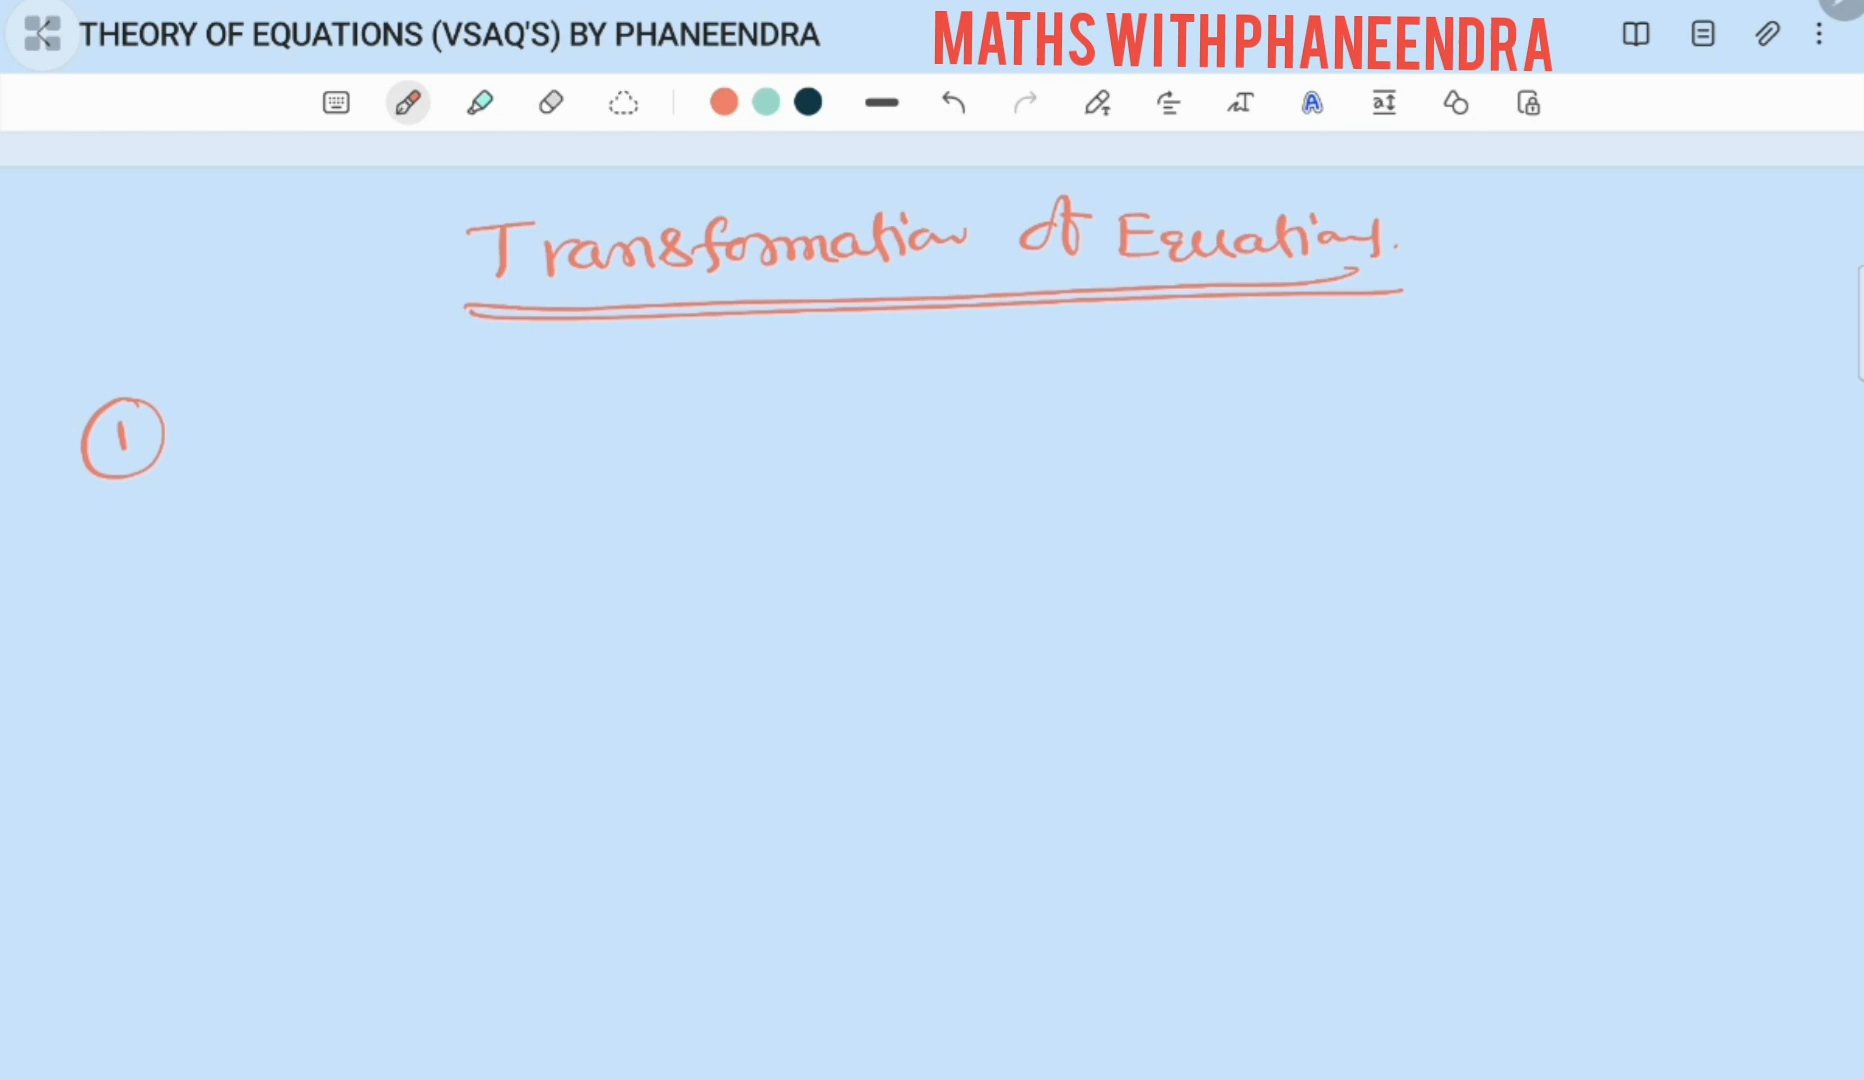 THEORY OF EQUATIONS (VSAQ'S) BY PHANEENDRA
MATHS WITH PHANEENDRA
Transformation of Equations.
1